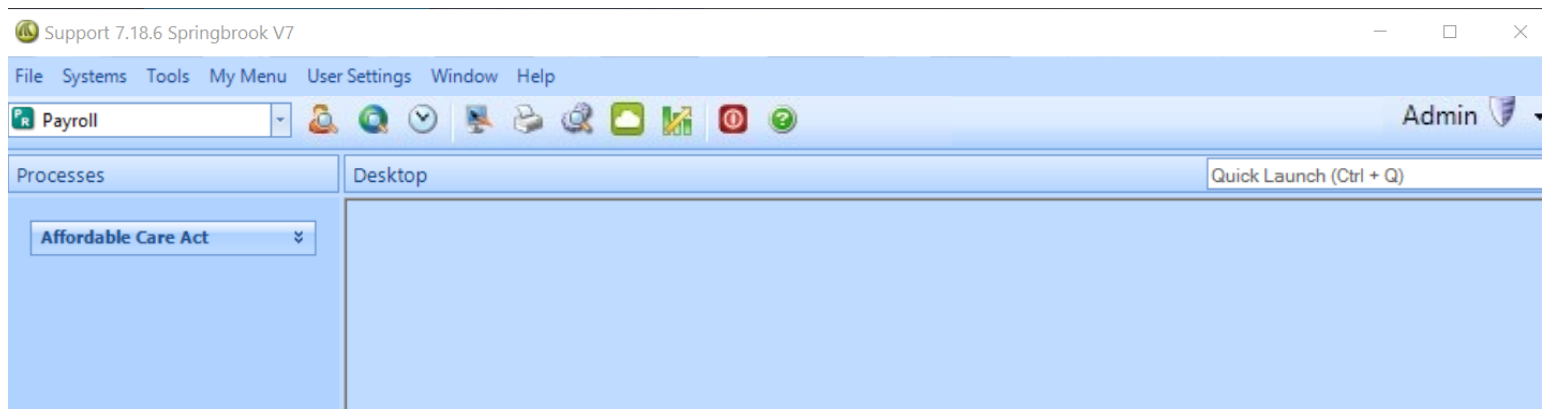 Support 7.18.6 Springbrook V7
File Systems Tools My Menu User Settings Window Help
PR Payroll
Admin
Processes
Desktop
Quick Launch (Ctrl + Q)
Affordable Care Act